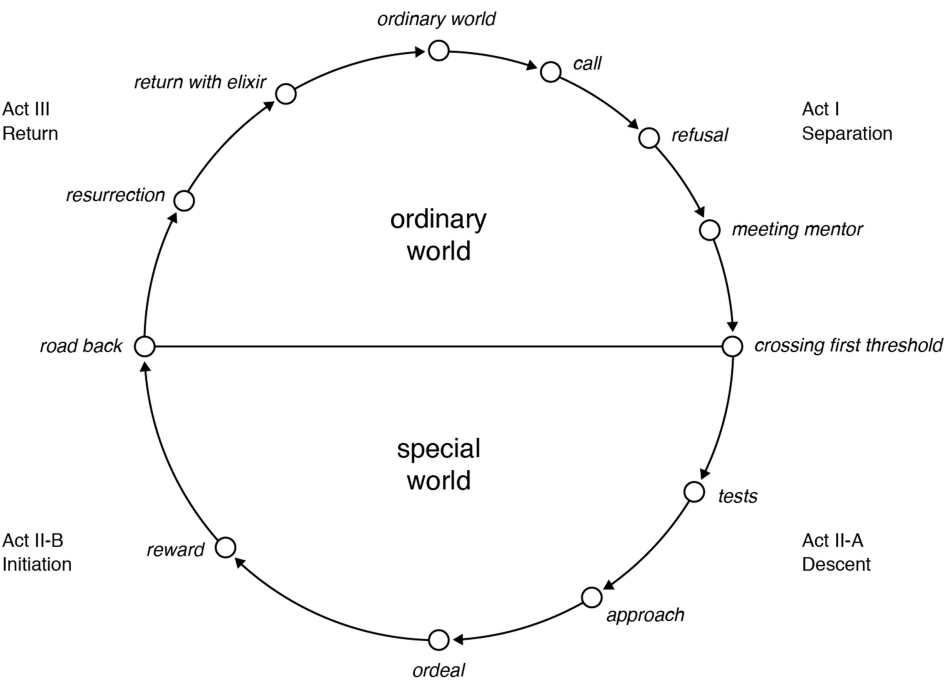 ordinary world
call
return with elixir
Act III
Return
Act I
Separation
refusal
resurrection
meeting mentor
ordinary
world
road back
crossing first threshold
special
world
tests
Act II-B
Initiation
reward
Act II-A
Descent
approach
ordeal